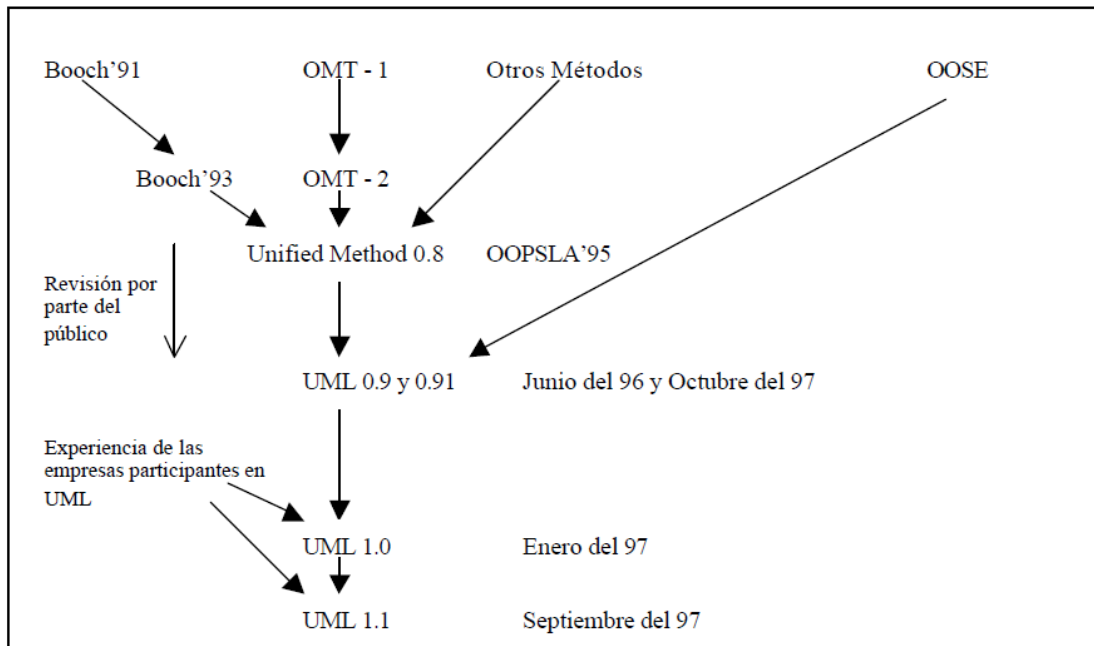 Booch’91 OMT - 1 Otros Métodos OOSE
Booch’93 OMT - 2
Unified Method 0.8 OOPSLA’95
Revisión por
parte del
público
UML 0.9 y 0.91 Junio del 96 y Octubre del 97
Experiencia de las
empresas participantes en
UML
UML 1.0 Enero del 97
UML 1.1 Septiembre del 97